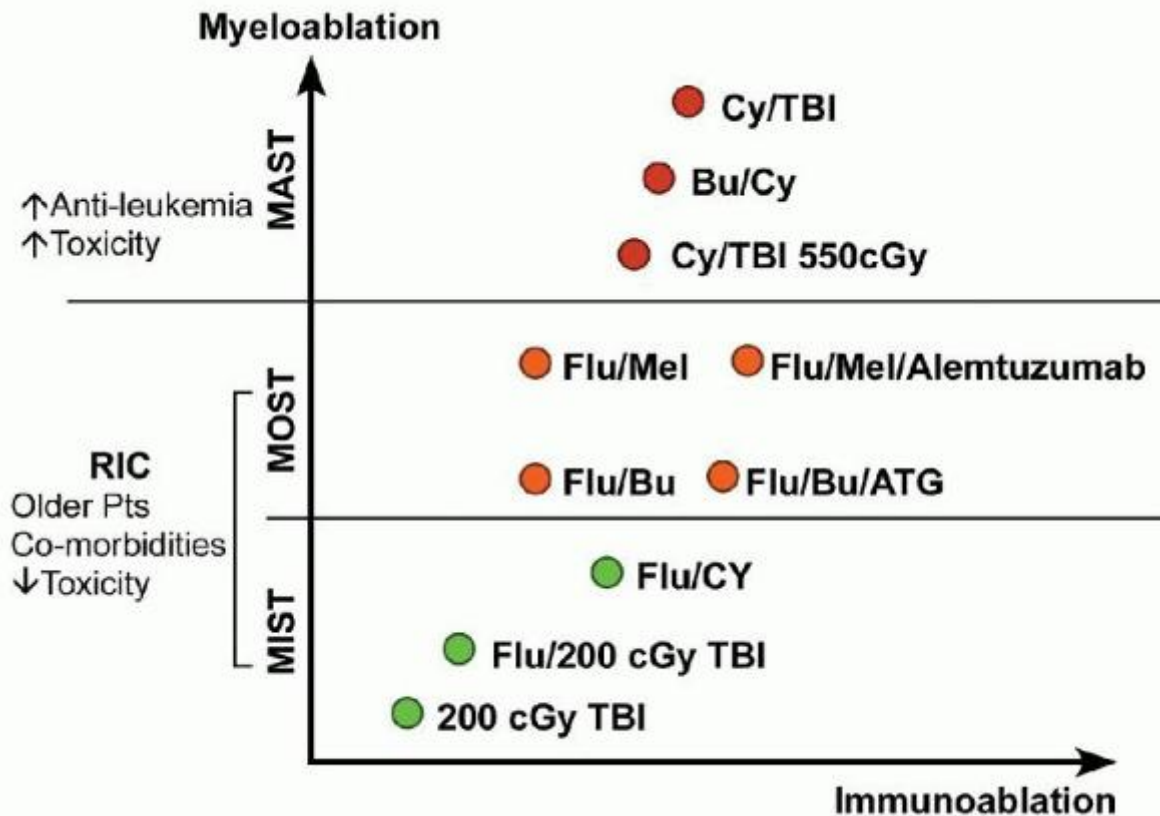 Myeloablation
MAST
↑Anti-leukemia
↑Toxicity
Cy/TBI
Bu/Cy
Cy/TBI 550cGy
MOST
Flu/Mel
Flu/Mel/Alemtuzumab
Flu/Bu
Flu/Bu/ATG
RIC
Older Pts
Co-morbidities
↓Toxicity
MIST
Flu/CY
Flu/200 cGy TBI
200 cGy TBI
Immunoablation